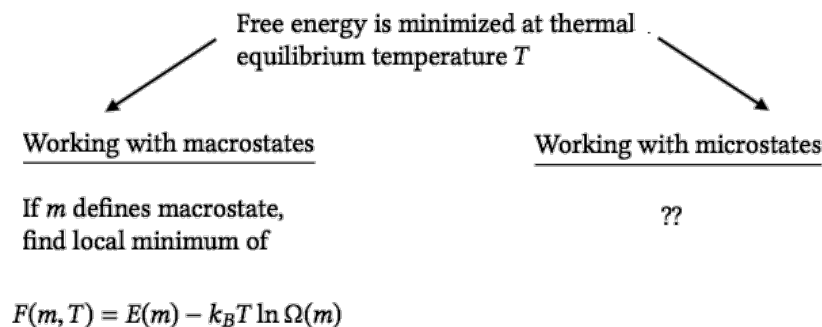 Free energy is minimized at thermal
equilibrium temperature T
Working with macrostates
Working with microstates
If m defines macrostate,
find local minimum of
??
F(m, T) = E(m) − k_BT ln Ω(m)